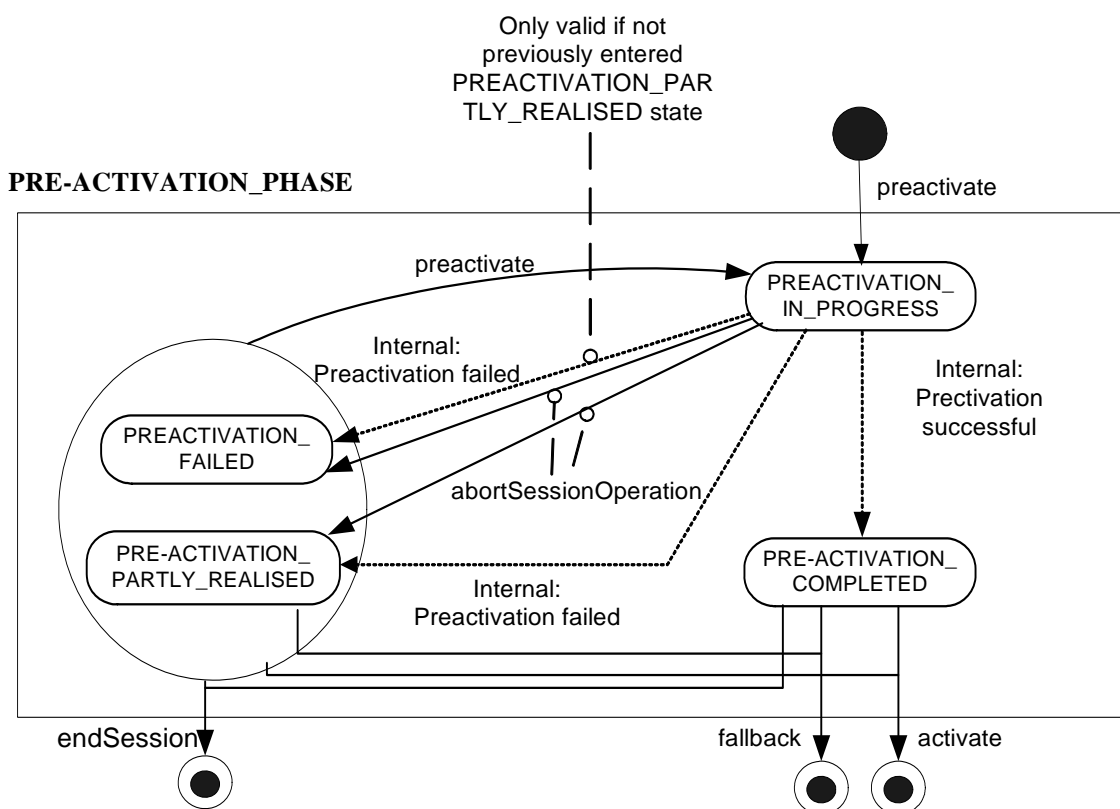 Only valid if not
previously entered
PREACTIVATION_PAR
TLY_REALISED state
PRE-ACTIVATION_PHASE
preactivate
preactivate
PREACTIVATION_
IN_PROGRESS
Internal:
Preactivation failed
Internal:
Prectivation
successful
PREACTIVATION_
FAILED
abortSessionOperation
PRE-ACTIVATION_
PARTLY_REALISED
PRE-ACTIVATION_
COMPLETED
Internal:
Preactivation failed
endSession
fallback
activate